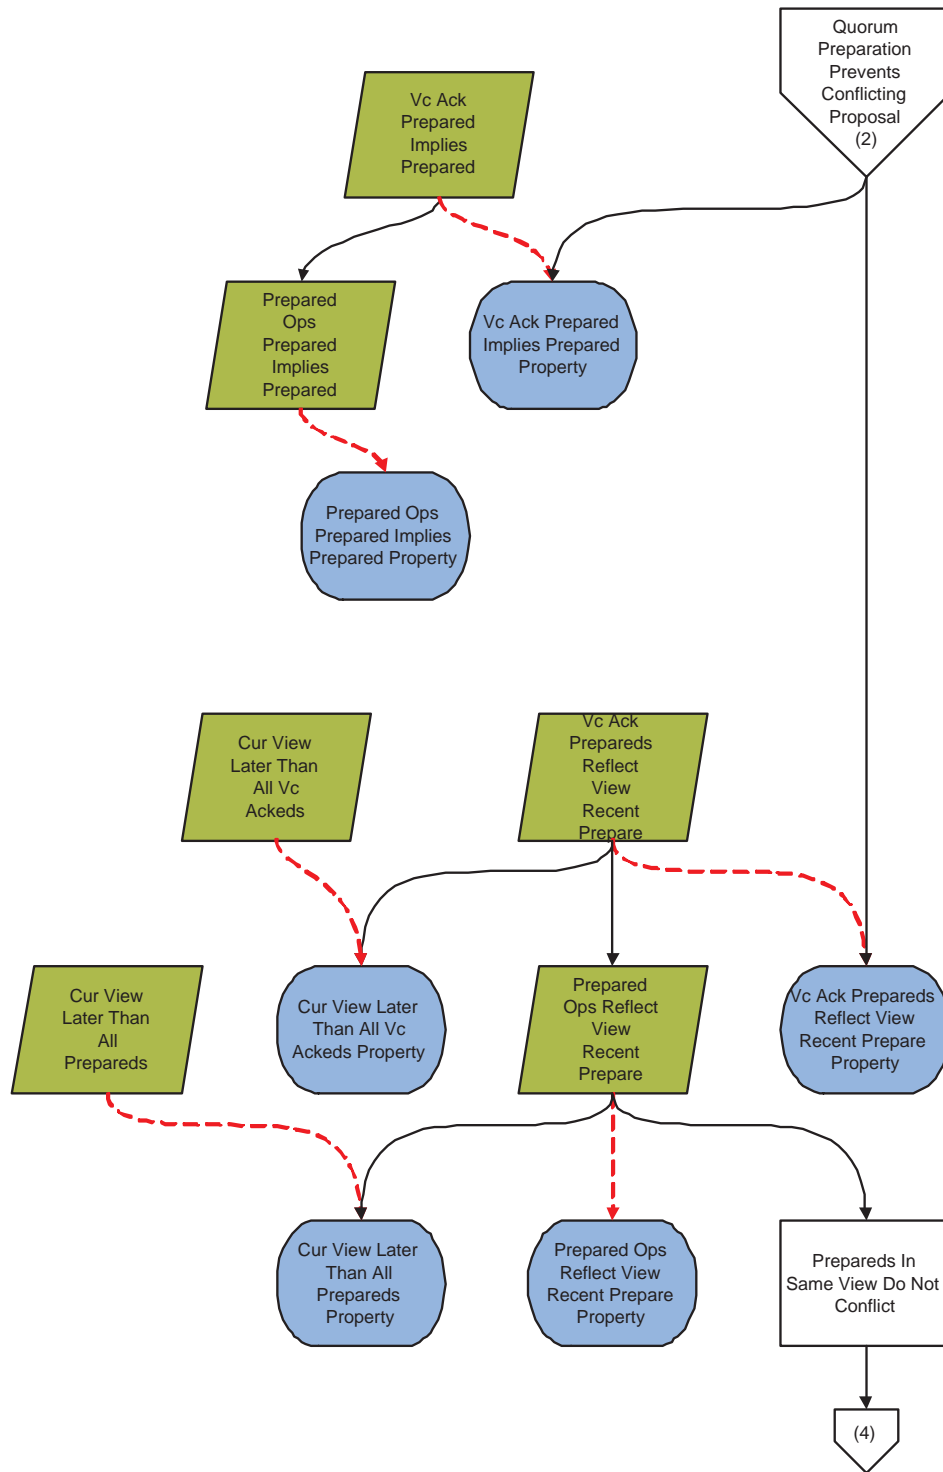 Quorum
Preparation
Prevents
Conflicting
Proposal
(2)
Vc Ack
Prepared
Implies
Prepared
Prepared
Ops
Prepared
Implies
Prepared
Vc Ack Prepared
Implies Prepared
Property
Prepared Ops
Prepared Implies
Prepared Property
Cur View
Later Than
All Vc
Ackeds
Vc Ack
Prepareds
Reflect
View
Recent
Prepare
Cur View
Later Than
All
Prepareds
Cur View Later
Than All Vc
Ackeds Property
Prepared
Ops Reflect
View
Recent
Prepare
Vc Ack Prepareds
Reflect View
Recent Prepare
Property
Cur View Later
Than All
Prepareds
Property
Prepared Ops
Reflect View
Recent Prepare
Property
Prepareds In
Same View Do Not
Conflict
(4)